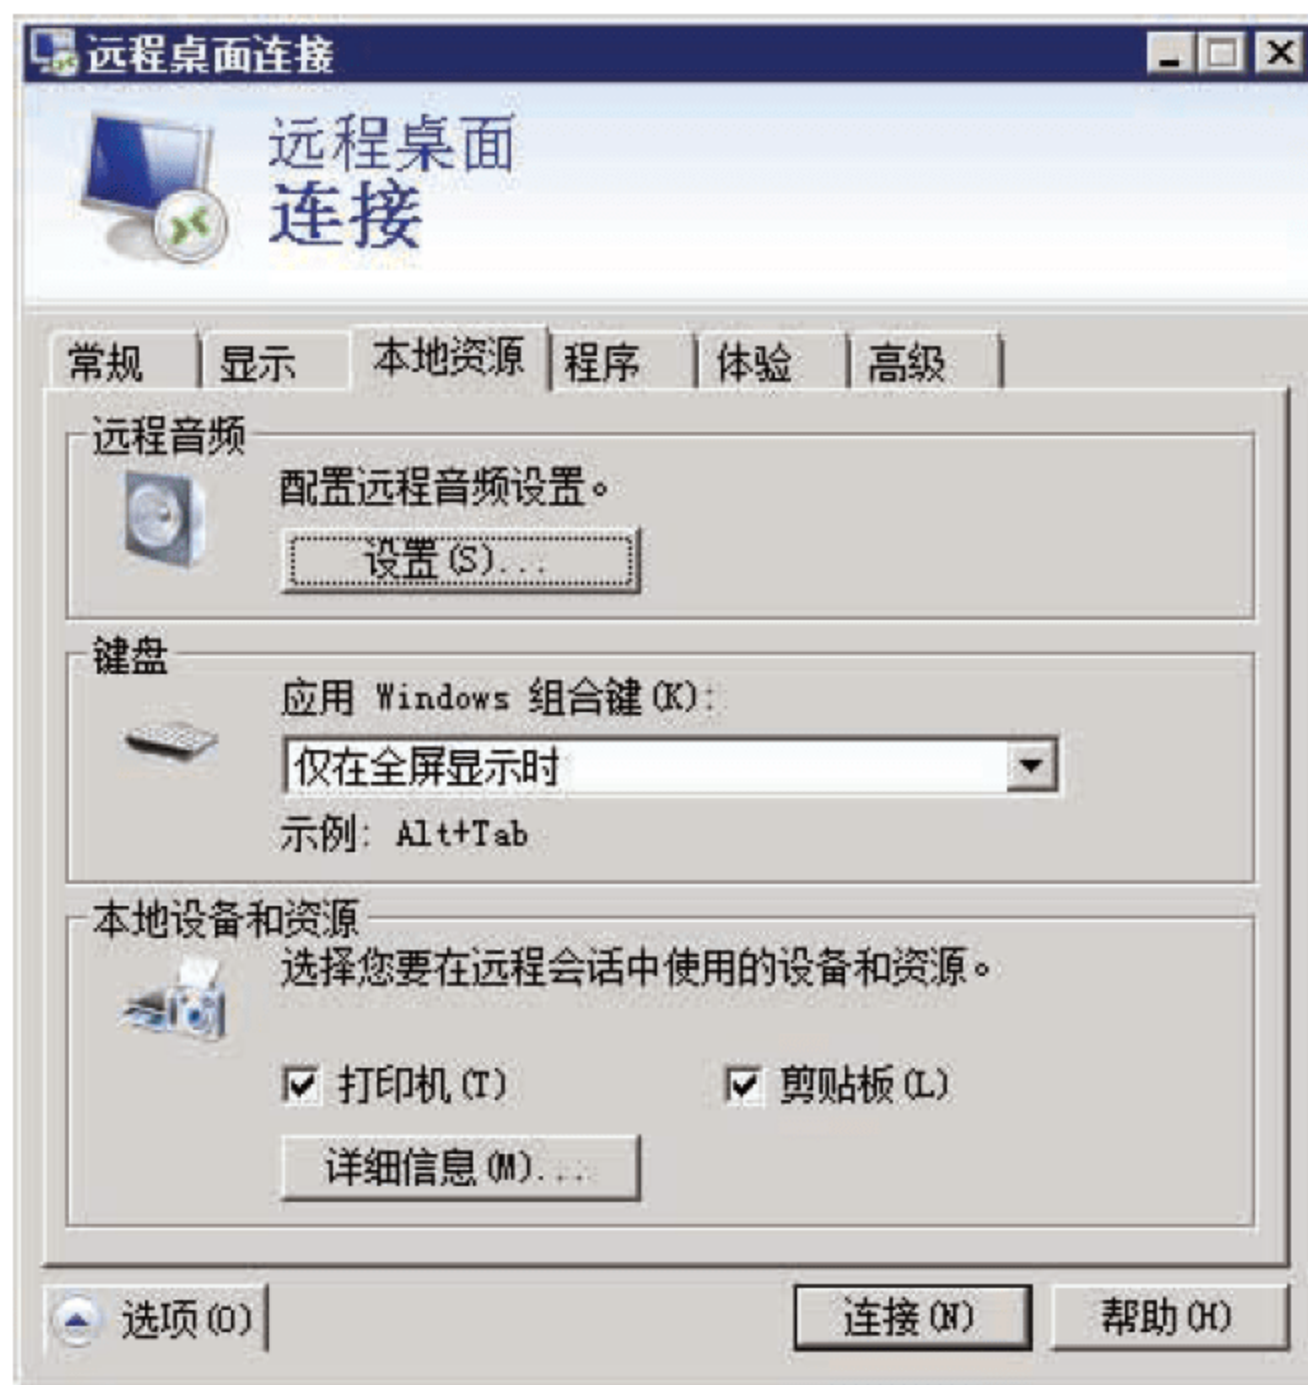 远程桌面连接
远程桌面
连接
常规 显示 本地资源 程序 体验 高级
远程音频
配置远程音频设置。
设置(S)...
键盘
应用 Windows 组合键(K):
仅在全屏显示时
示例: Alt+Tab
本地设备和资源
选择您要在远程会话中使用的设备和资源。
打印机(T) 剪贴板(L)
详细信息(M)...
选项(O) 连接(N) 帮助(H)